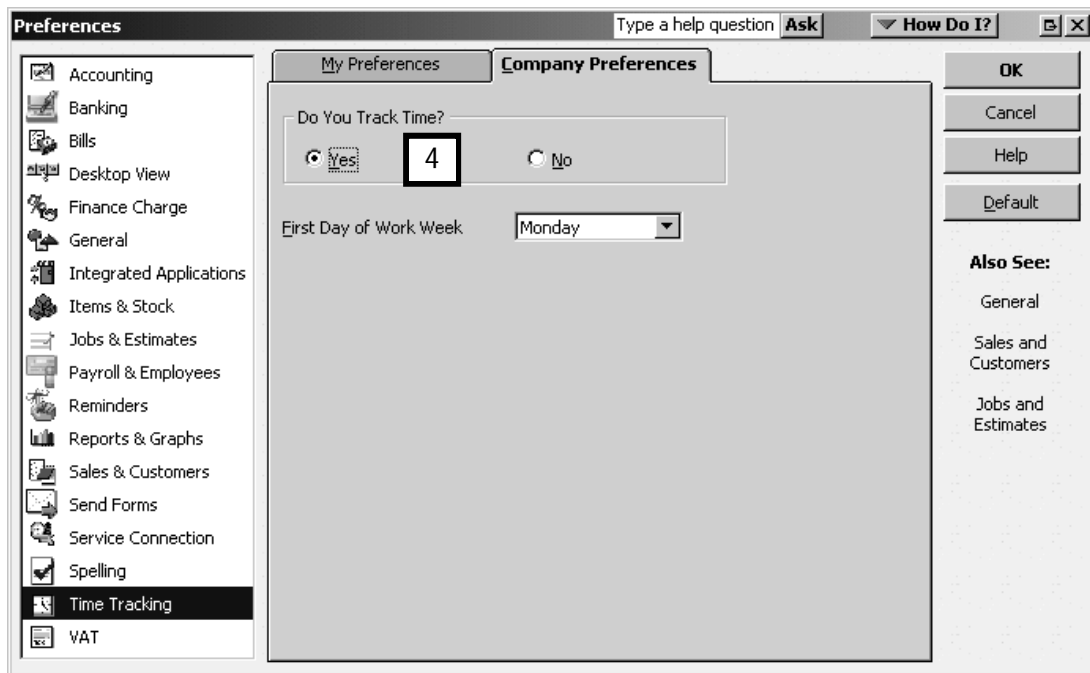 Preferences
Type a help question Ask
How Do I?
Accounting
Banking
Bills
Desktop View
Finance Charge
General
Integrated Applications
Items & Stock
Jobs & Estimates
Payroll & Employees
Reminders
Reports & Graphs
Sales & Customers
Send Forms
Service Connection
Spelling
Time Tracking
VAT
My Preferences
Company Preferences
Do You Track Time?
Yes
4
No
First Day of Work Week
Monday
OK
Cancel
Help
Default
Also See:
General
Sales and
Customers
Jobs and
Estimates